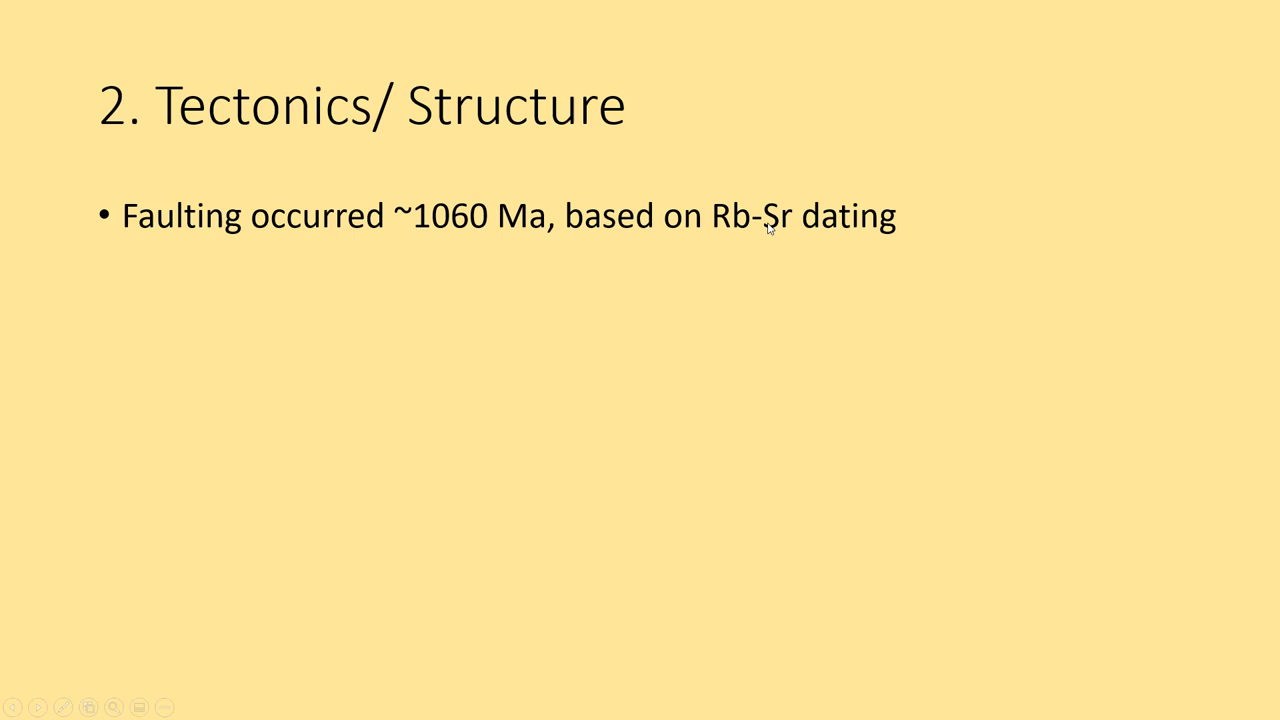 2. Tectonics/ Structure
• Faulting occurred ~1060 Ma, based on Rb-Sr dating